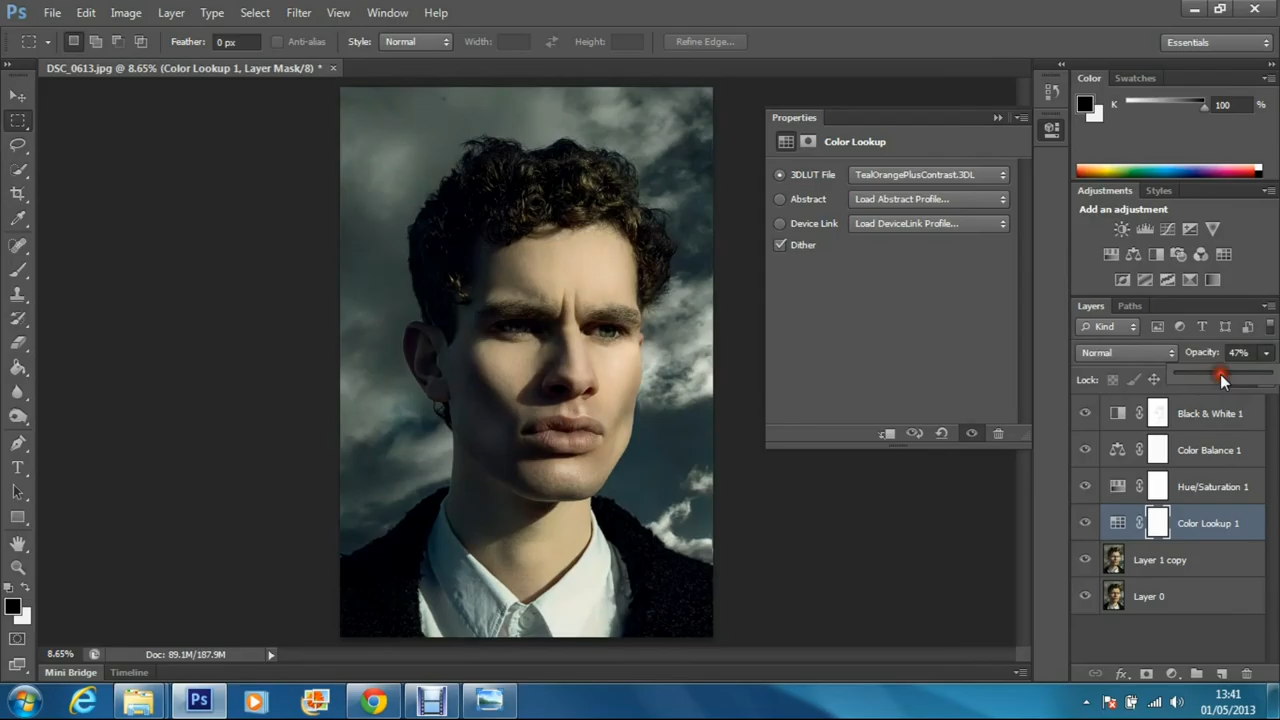 Ps File Edit Image Layer Type Select Filter View Window Help
Feather: 0 px Anti-alias Style: Normal Width: Height: Refine Edge... Essentials
DSC_0613.jpg @ 8.65% (Color Lookup 1, Layer Mask/8) *
Color Swatches
K 100 %
Properties
Color Lookup
3DLUT File TealOrangePlusContrast.3DL
Abstract Load Abstract Profile...
Device Link Load DeviceLink Profile...
Dither
Adjustments Styles
Add an adjustment
Layers Paths
Kind
Normal Opacity: 47%
Lock:
Black & White 1
Color Balance 1
Hue/Saturation 1
Color Lookup 1
Layer 1 copy
Layer 0
8.65% Doc: 89.1M/187.9M
Mini Bridge Timeline
Ps
13:41
01/05/2013